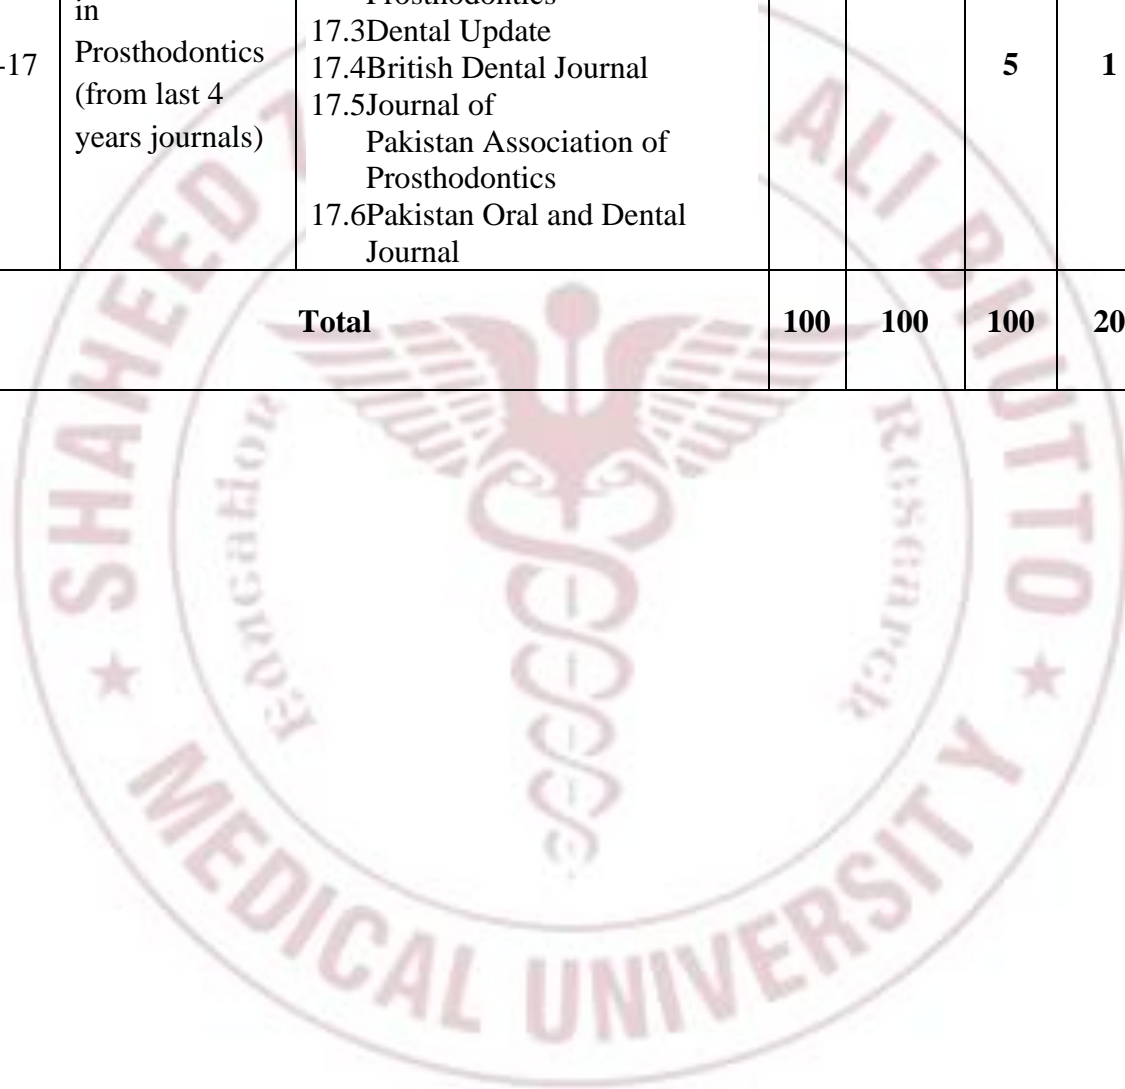 in
Prosthodontics
(from last 4
years journals)
-17
Prosthodontics
17.3Dental Update
17.4British Dental Journal
17.5Journal of
Pakistan Association of
Prosthodontics
17.6Pakistan Oral and Dental
Journal
5 1
Total 100 100 100 20
SHAHEED ALI BHUTTO
MEDICAL UNIVERSITY
Education
Research